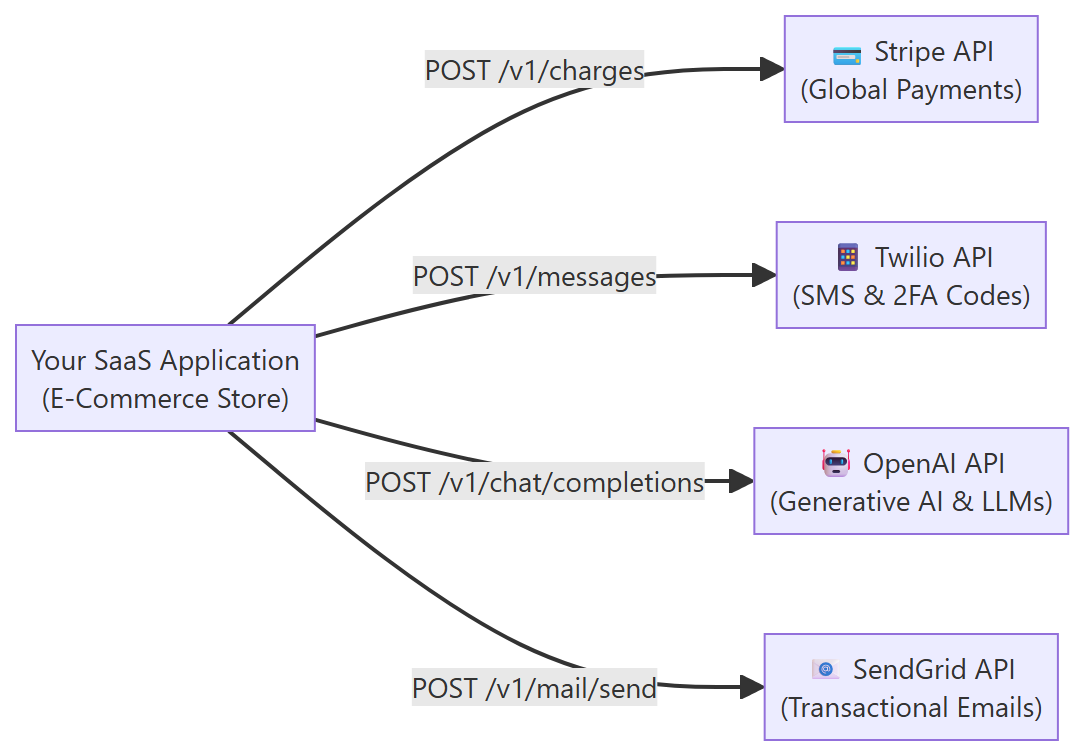 POST /v1/charges
💳 Stripe API
(Global Payments)
POST /v1/messages
📱 Twilio API
(SMS & 2FA Codes)
Your SaaS Application
(E-Commerce Store)
POST /v1/chat/completions
🤖 OpenAI API
(Generative AI & LLMs)
POST /v1/mail/send
📧 SendGrid API
(Transactional Emails)